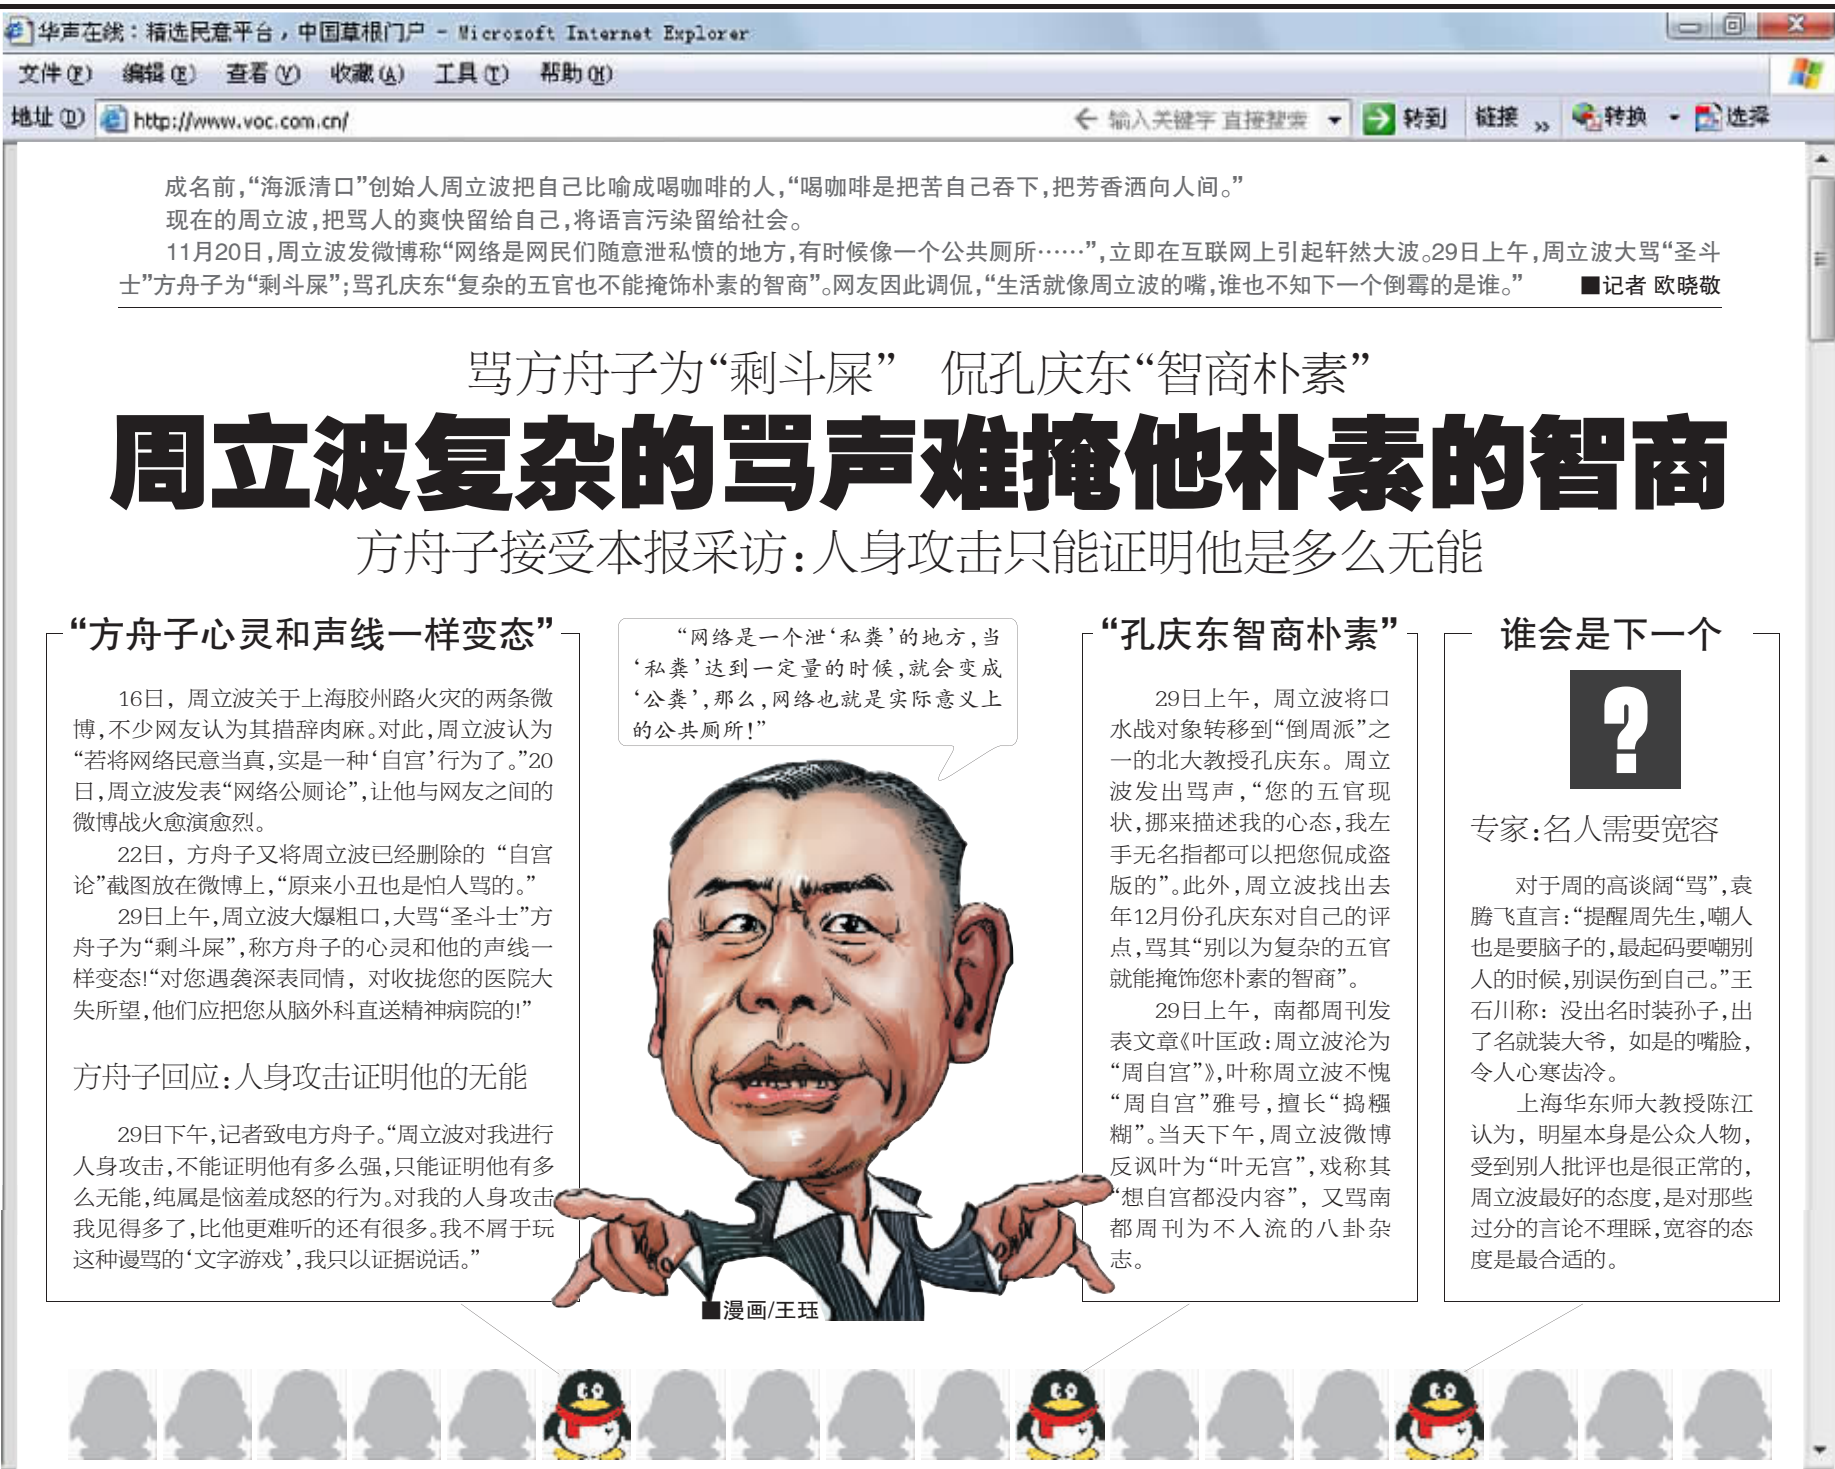 华声在线：精选民意平台，中国草根门户 - Microsoft Internet Explorer
文件(F) 编辑(E) 查看(V) 收藏(A) 工具(T) 帮助(H)
地址(D) http://www.voc.com.cn/ 输入关键字 直接搜索 转到 链接 » 转换 选择
成名前，“海派清口”创始人周立波把自己比喻成喝咖啡的人，“喝咖啡是把苦自己吞下，把芳香洒向人间。”
现在的周立波，把骂人的爽快留给自己，将语言污染留给社会。
11月20日，周立波发微博称“网络是网民们随意泄私愤的地方，有时候像一个公共厕所……”，立即在互联网上引起轩然大波。29日上午，周立波大骂“圣斗
士”方舟子为“剩斗屎”；骂孔庆东“复杂的五官也不能掩饰朴素的智商”。网友因此调侃，“生活就像周立波的嘴，谁也不知下一个倒霉的是谁。” ■记者 欧晓敬
骂方舟子为“剩斗屎” 侃孔庆东“智商朴素”
周立波复杂的骂声难掩他朴素的智商
方舟子接受本报采访：人身攻击只能证明他是多么无能
“方舟子心灵和声线一样变态”
16日，周立波关于上海胶州路火灾的两条微
博，不少网友认为其措辞肉麻。对此，周立波认为
“若将网络民意当真，实是一种‘自宫’行为了。”20
日，周立波发表“网络公厕论”，让他与网友之间的
微博战火愈演愈烈。
22日，方舟子又将周立波已经删除的“自宫
论”截图放在微博上，“原来小丑也是怕人骂的。”
29日上午，周立波大爆粗口，大骂“圣斗士”方
舟子为“剩斗屎”，称方舟子的心灵和他的声线一
样变态！“对您遇袭深表同情，对收拢您的医院大
失所望，他们应把您从脑外科直送精神病院的！”
方舟子回应：人身攻击证明他的无能
29日下午，记者致电方舟子。“周立波对我进行
人身攻击，不能证明他有多么强，只能证明他有多
么无能，纯属是恼羞成怒的行为。对我的人身攻击
我见得多了，比他更难听的还有很多。我不屑于玩
这种谩骂的‘文字游戏’，我只以证据说话。”
“网络是一个泄‘私粪’的地方，当
‘私粪’达到一定量的时候，就会变成
‘公粪’，那么，网络也就是实际意义上
的公共厕所！”
■漫画/王珏
“孔庆东智商朴素”
29日上午，周立波将口
水战对象转移到“倒周派”之
一的北大教授孔庆东。周立
波发出骂声，“您的五官现
状，挪来描述我的心态，我左
手无名指都可以把您侃成盗
版的”。此外，周立波找出去
年12月份孔庆东对自己的评
点，骂其“别以为复杂的五官
就能掩饰您朴素的智商”。
29日上午，南都周刊发
表文章《叶匡政：周立波沦为
“周自宫”》，叶称周立波不愧
“周自宫”雅号，擅长“捣糨
糊”。当天下午，周立波微博
反讽叶为“叶无宫”，戏称其
“想自宫都没内容”，又骂南
都周刊为不入流的八卦杂
志。
谁会是下一个
?
专家：名人需要宽容
对于周的高谈阔“骂”，袁
腾飞直言：“提醒周先生，嘲人
也是要脑子的，最起码要嘲别
人的时候，别误伤到自己。”王
石川称：没出名时装孙子，出
了名就装大爷，如是的嘴脸，
令人心寒齿冷。
上海华东师大教授陈江
认为，明星本身是公众人物，
受到别人批评也是很正常的，
周立波最好的态度，是对那些
过分的言论不理睬，宽容的态
度是最合适的。